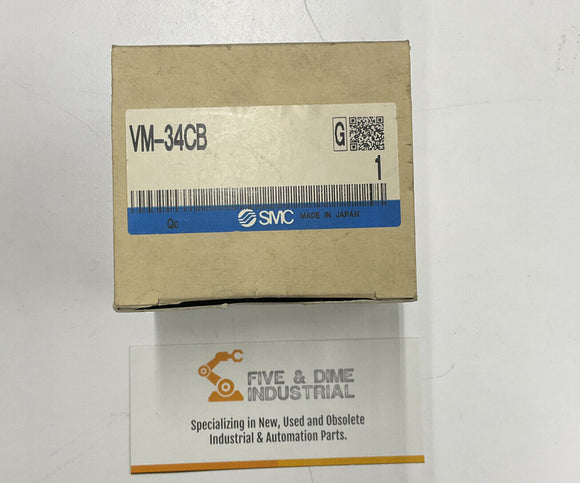 VM-34CB
G
1
Qc
SMC MADE IN JAPAN
FIVE & DIME
INDUSTRIAL
Specializing in New, Used and Obsolete
Industrial & Automation Parts.